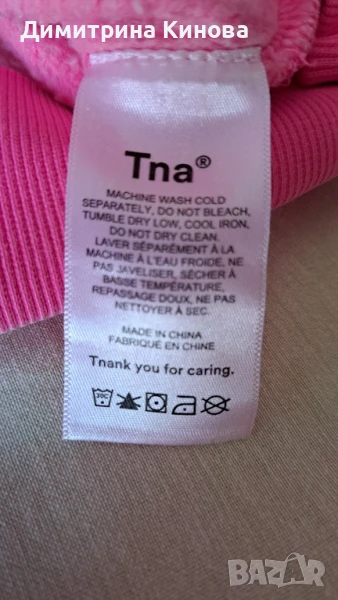 Димитрина Кинова
Tna®
MACHINE WASH COLD
SEPARATELY, DO NOT BLEACH,
TUMBLE DRY LOW, COOL IRON,
DO NOT DRY CLEAN.
LAVER SÉPARÉMENT À LA
MACHINE À L'EAU FROIDE, NE
PAS JAVELISER, SÉCHER À
BASSE TEMPÉRATURE,
REPASSAGE DOUX, NE PAS
NETTOYER À SEC.
MADE IN CHINA
FABRIQUÉ EN CHINE
Tnank you for caring.
30C
BAZAR